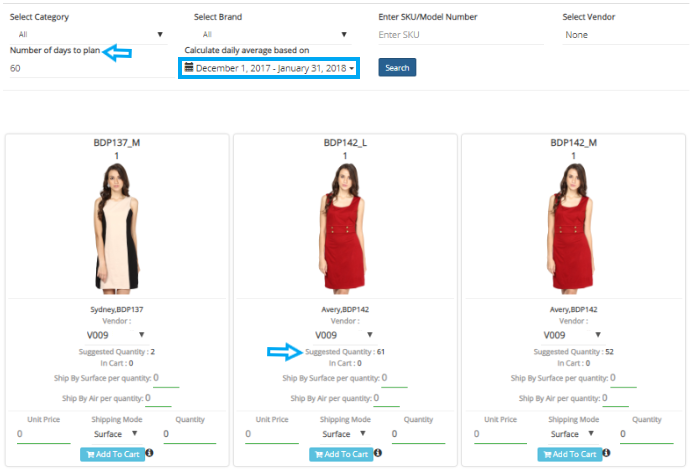 Select Category Select Brand Enter SKU/Model Number Select Vendor
All All Enter SKU None
Number of days to plan Calculate daily average based on
60 December 1, 2017 - January 31, 2018 Search
BDP137_M BDP142_L BDP142_M
1 1 1
Sydney,BDP137 Avery,BDP142 Avery,BDP142
Vendor : Vendor : Vendor :
V009 V009 V009
Suggested Quantity : 2 Suggested Quantity : 61 Suggested Quantity : 52
In Cart : 0 In Cart : 0 In Cart : 0
Ship By Surface per quantity: 0 Ship By Surface per quantity: 0 Ship By Surface per quantity: 0
Ship By Air per quantity: 0 Ship By Air per quantity: 0 Ship By Air per quantity: 0
Unit Price Shipping Mode Quantity Unit Price Shipping Mode Quantity Unit Price Shipping Mode Quantity
0 Surface 0 0 Surface 0 0 Surface 0
Add To Cart Add To Cart Add To Cart